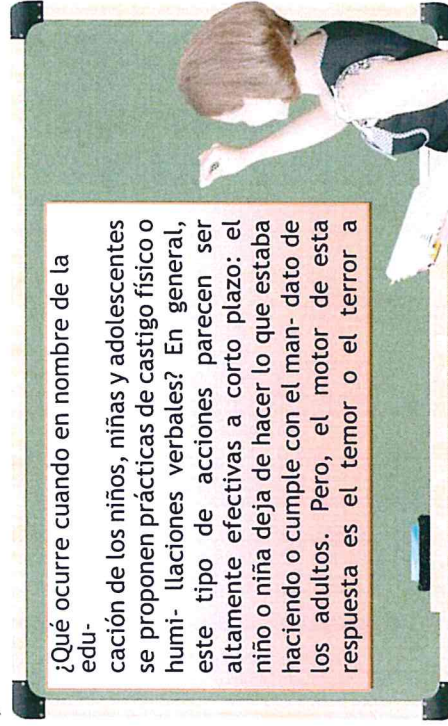 ¿Qué ocurre cuando en nombre de la
edu-
cación de los niños, niñas y adolescentes
se proponen prácticas de castigo físico o
humi- llaciones verbales? En general,
este tipo de acciones parecen ser
altamente efectivas a corto plazo: el
niño o niña deja de hacer lo que estaba
haciendo o cumple con el man- dato de
los adultos. Pero, el motor de esta
respuesta es el temor o el terror a